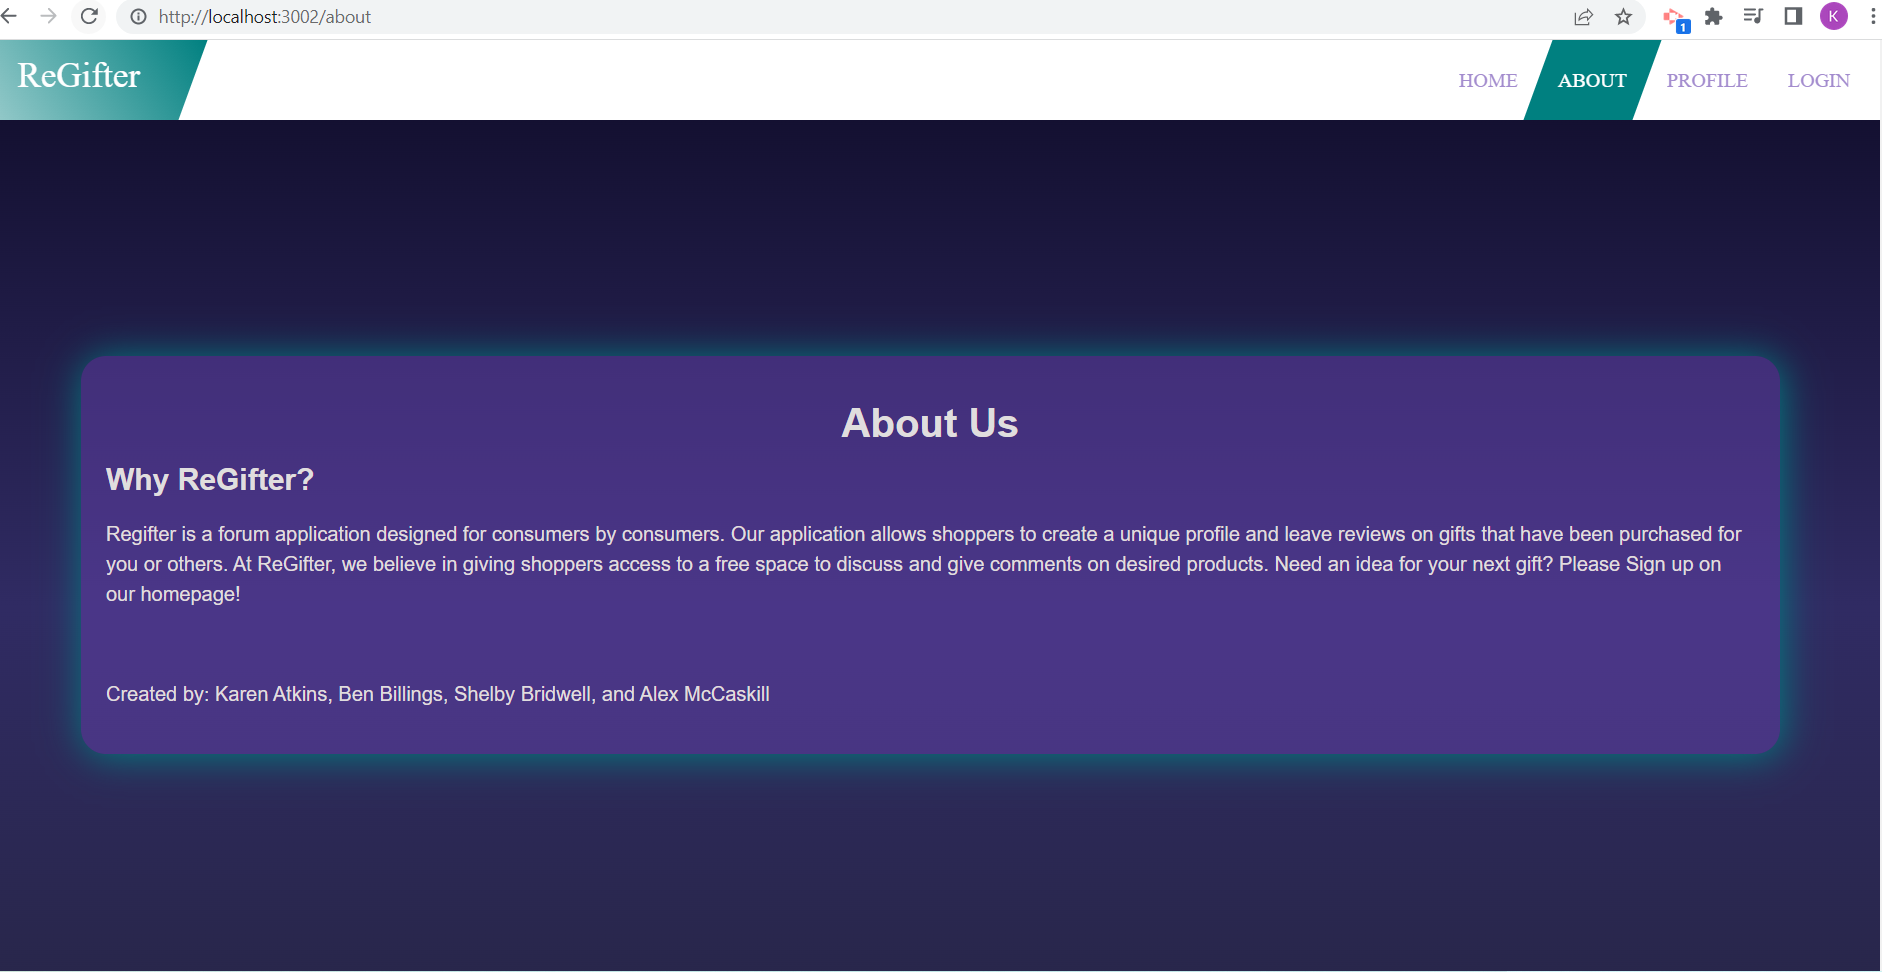 http://localhost:3002/about
1
K
ReGifter
HOME ABOUT PROFILE LOGIN
About Us
Why ReGifter?
Regifter is a forum application designed for consumers by consumers. Our application allows shoppers to create a unique profile and leave reviews on gifts that have been purchased for
you or others. At ReGifter, we believe in giving shoppers access to a free space to discuss and give comments on desired products. Need an idea for your next gift? Please Sign up on
our homepage!
Created by: Karen Atkins, Ben Billings, Shelby Bridwell, and Alex McCaskill